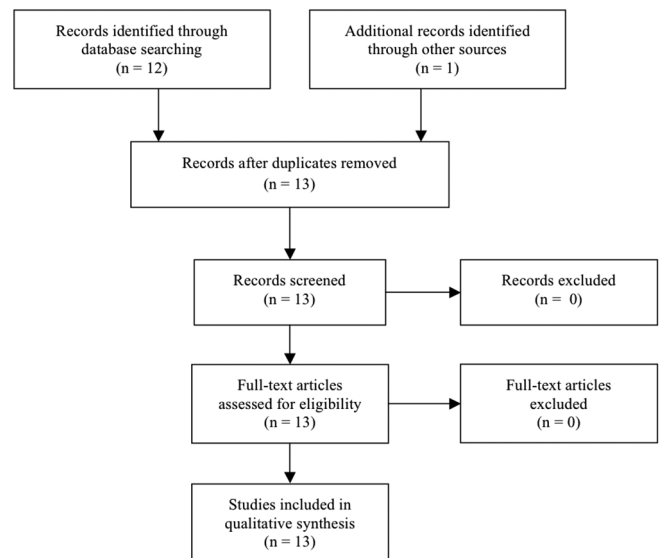 Records identified through
database searching
(n = 12)
Additional records identified
through other sources
(n = 1)
Records after duplicates removed
(n = 13)
Records screened
(n = 13)
Records excluded
(n =  0)
Full-text articles
assessed for eligibility
(n = 13)
Full-text articles
excluded
(n = 0)
Studies included in
qualitative synthesis
(n = 13)